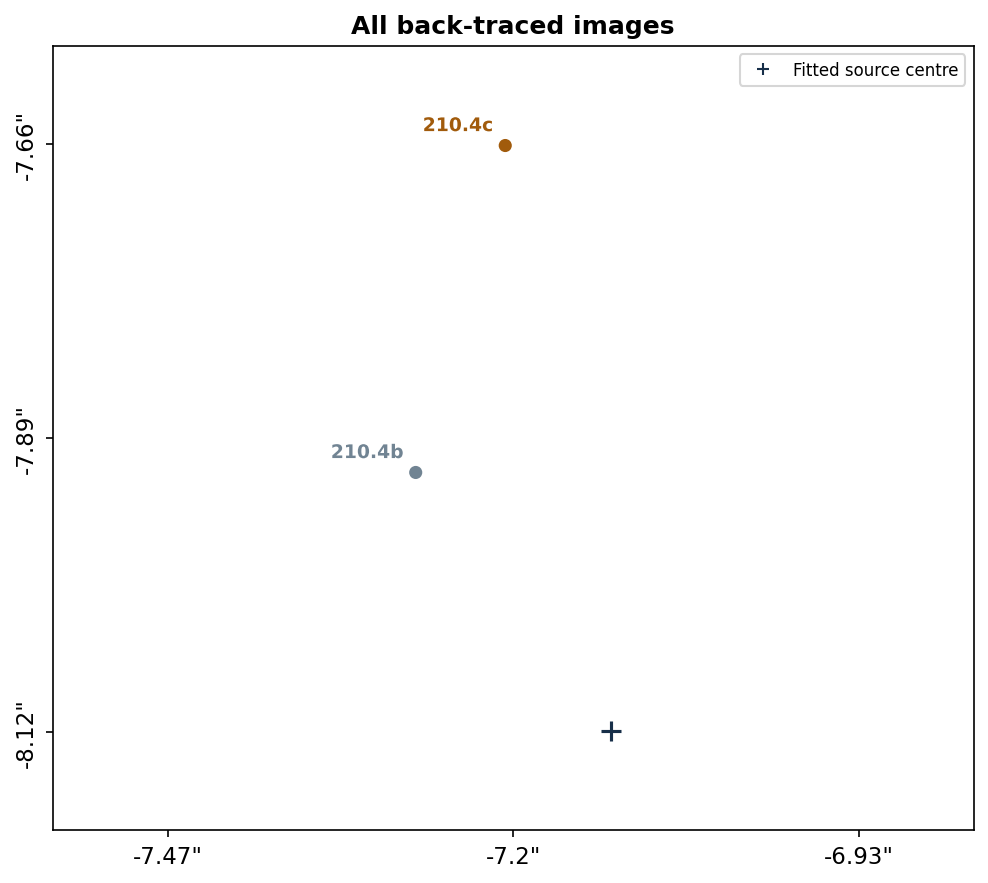 All back-traced images
Fitted source centre
210.4c
210.4b
-7.66"
-7.89"
-8.12"
-7.47"
-7.2"
-6.93"